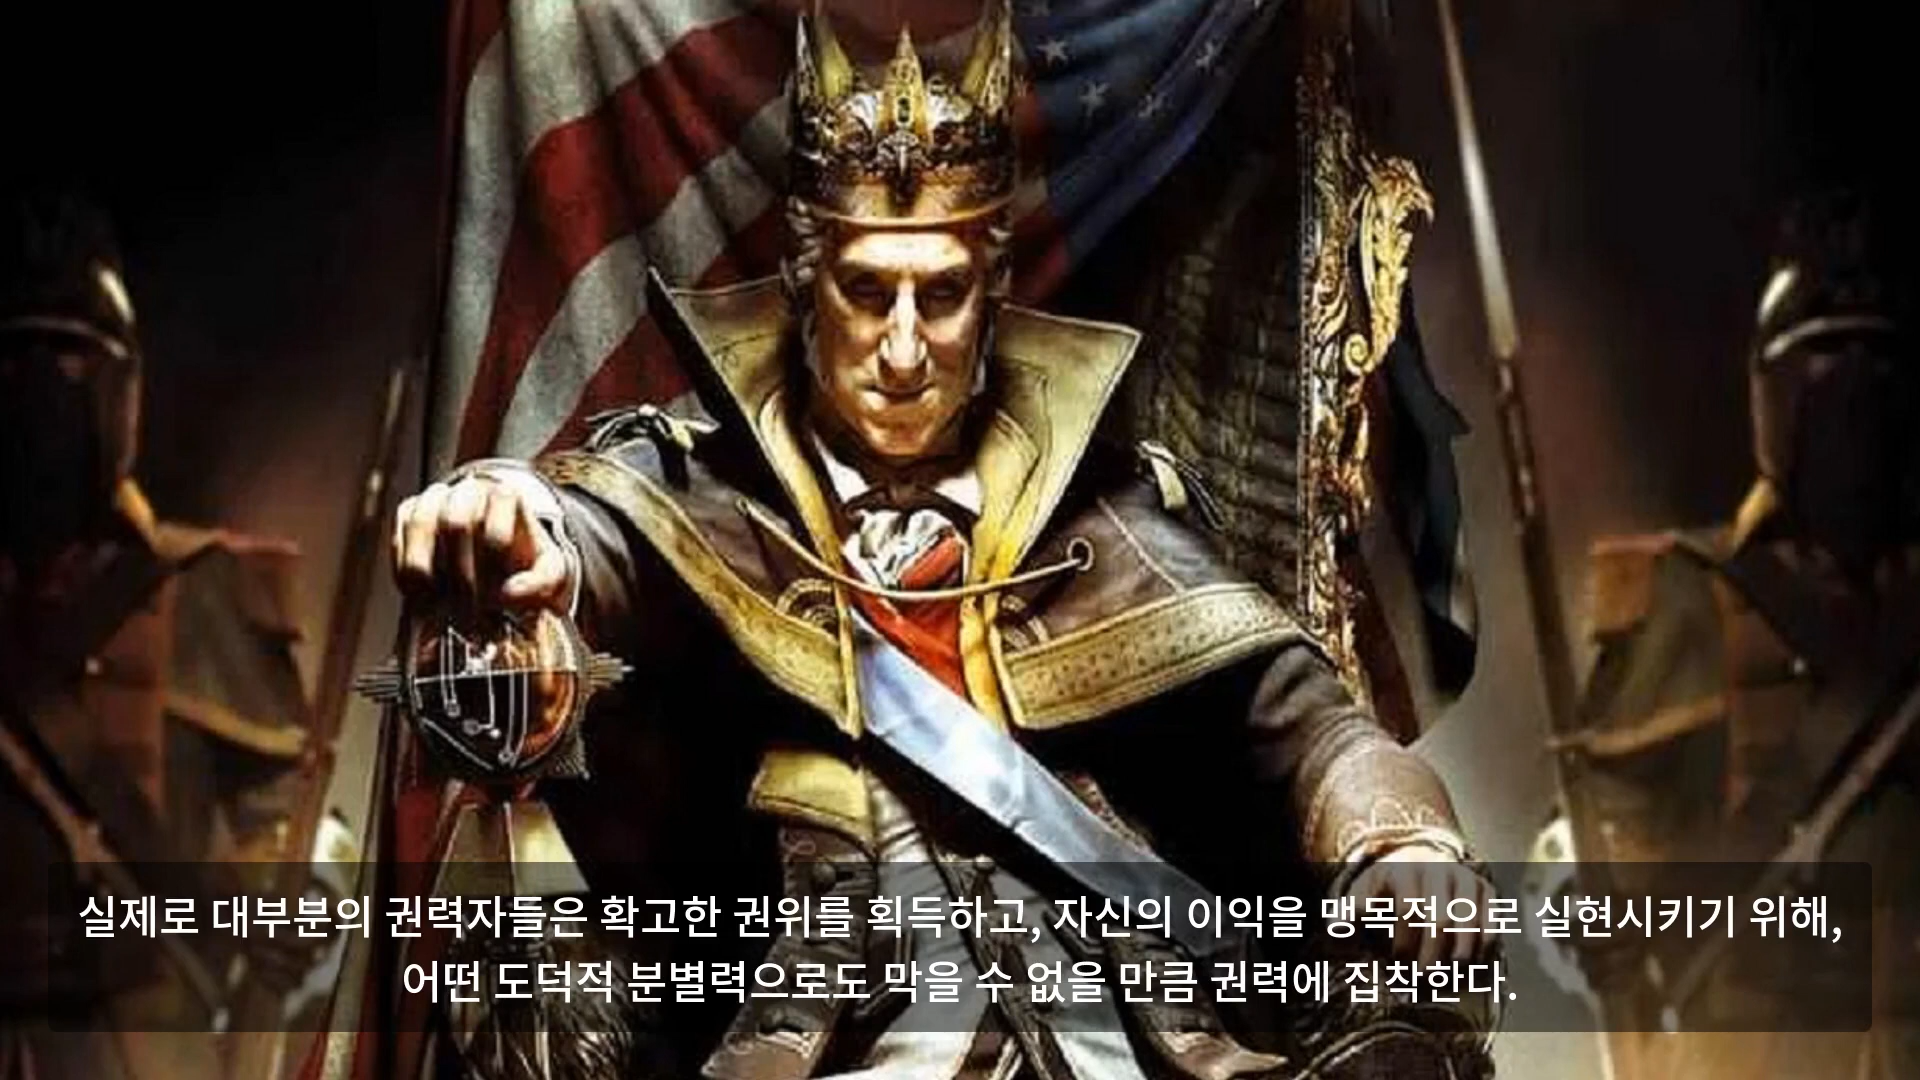 실제로 대부분의 권력자들은 확고한 권위를 획득하고, 자신의 이익을 맹목적으로 실현시키기 위해,
어떤 도덕적 분별력으로도 막을 수 없을 만큼 권력에 집착한다.